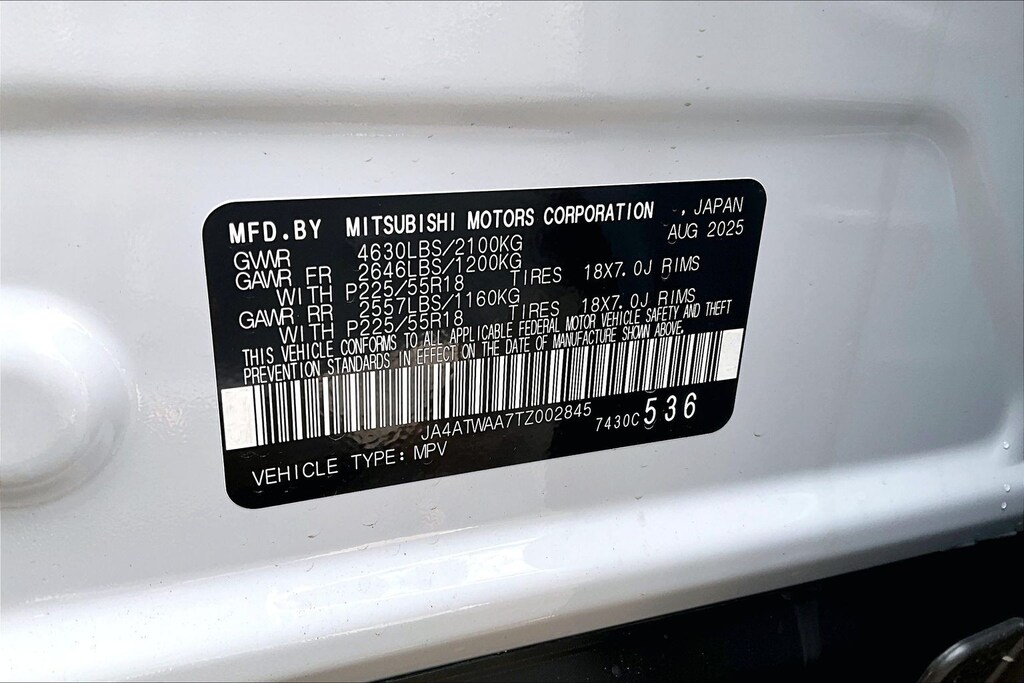 MFD.BY MITSUBISHI MOTORS CORPORATION , JAPAN
AUG 2025
GVWR 4630LBS/2100KG
GAWR FR 2646LBS/1200KG
WITH P225/55R18 TIRES 18X7.0J RIMS
GAWR RR 2557LBS/1160KG
WITH P225/55R18 TIRES 18X7.0J RIMS
THIS VEHICLE CONFORMS TO ALL APPLICABLE FEDERAL MOTOR VEHICLE SAFETY AND THEFT
PREVENTION STANDARDS IN EFFECT ON THE DATE OF MANUFACTURE SHOWN ABOVE.
JA4ATWAA7TZ002845 7430C 536
VEHICLE TYPE: MPV